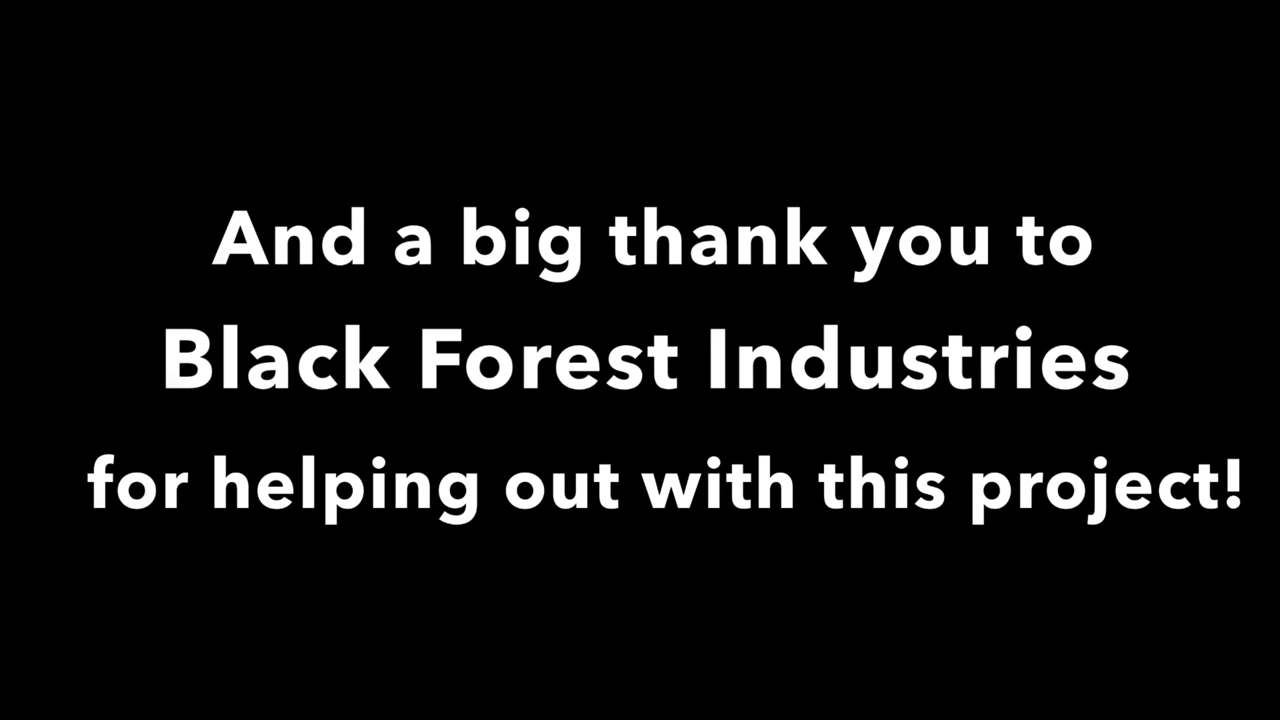 And a big thank you to
Black Forest Industries
for helping out with this project!